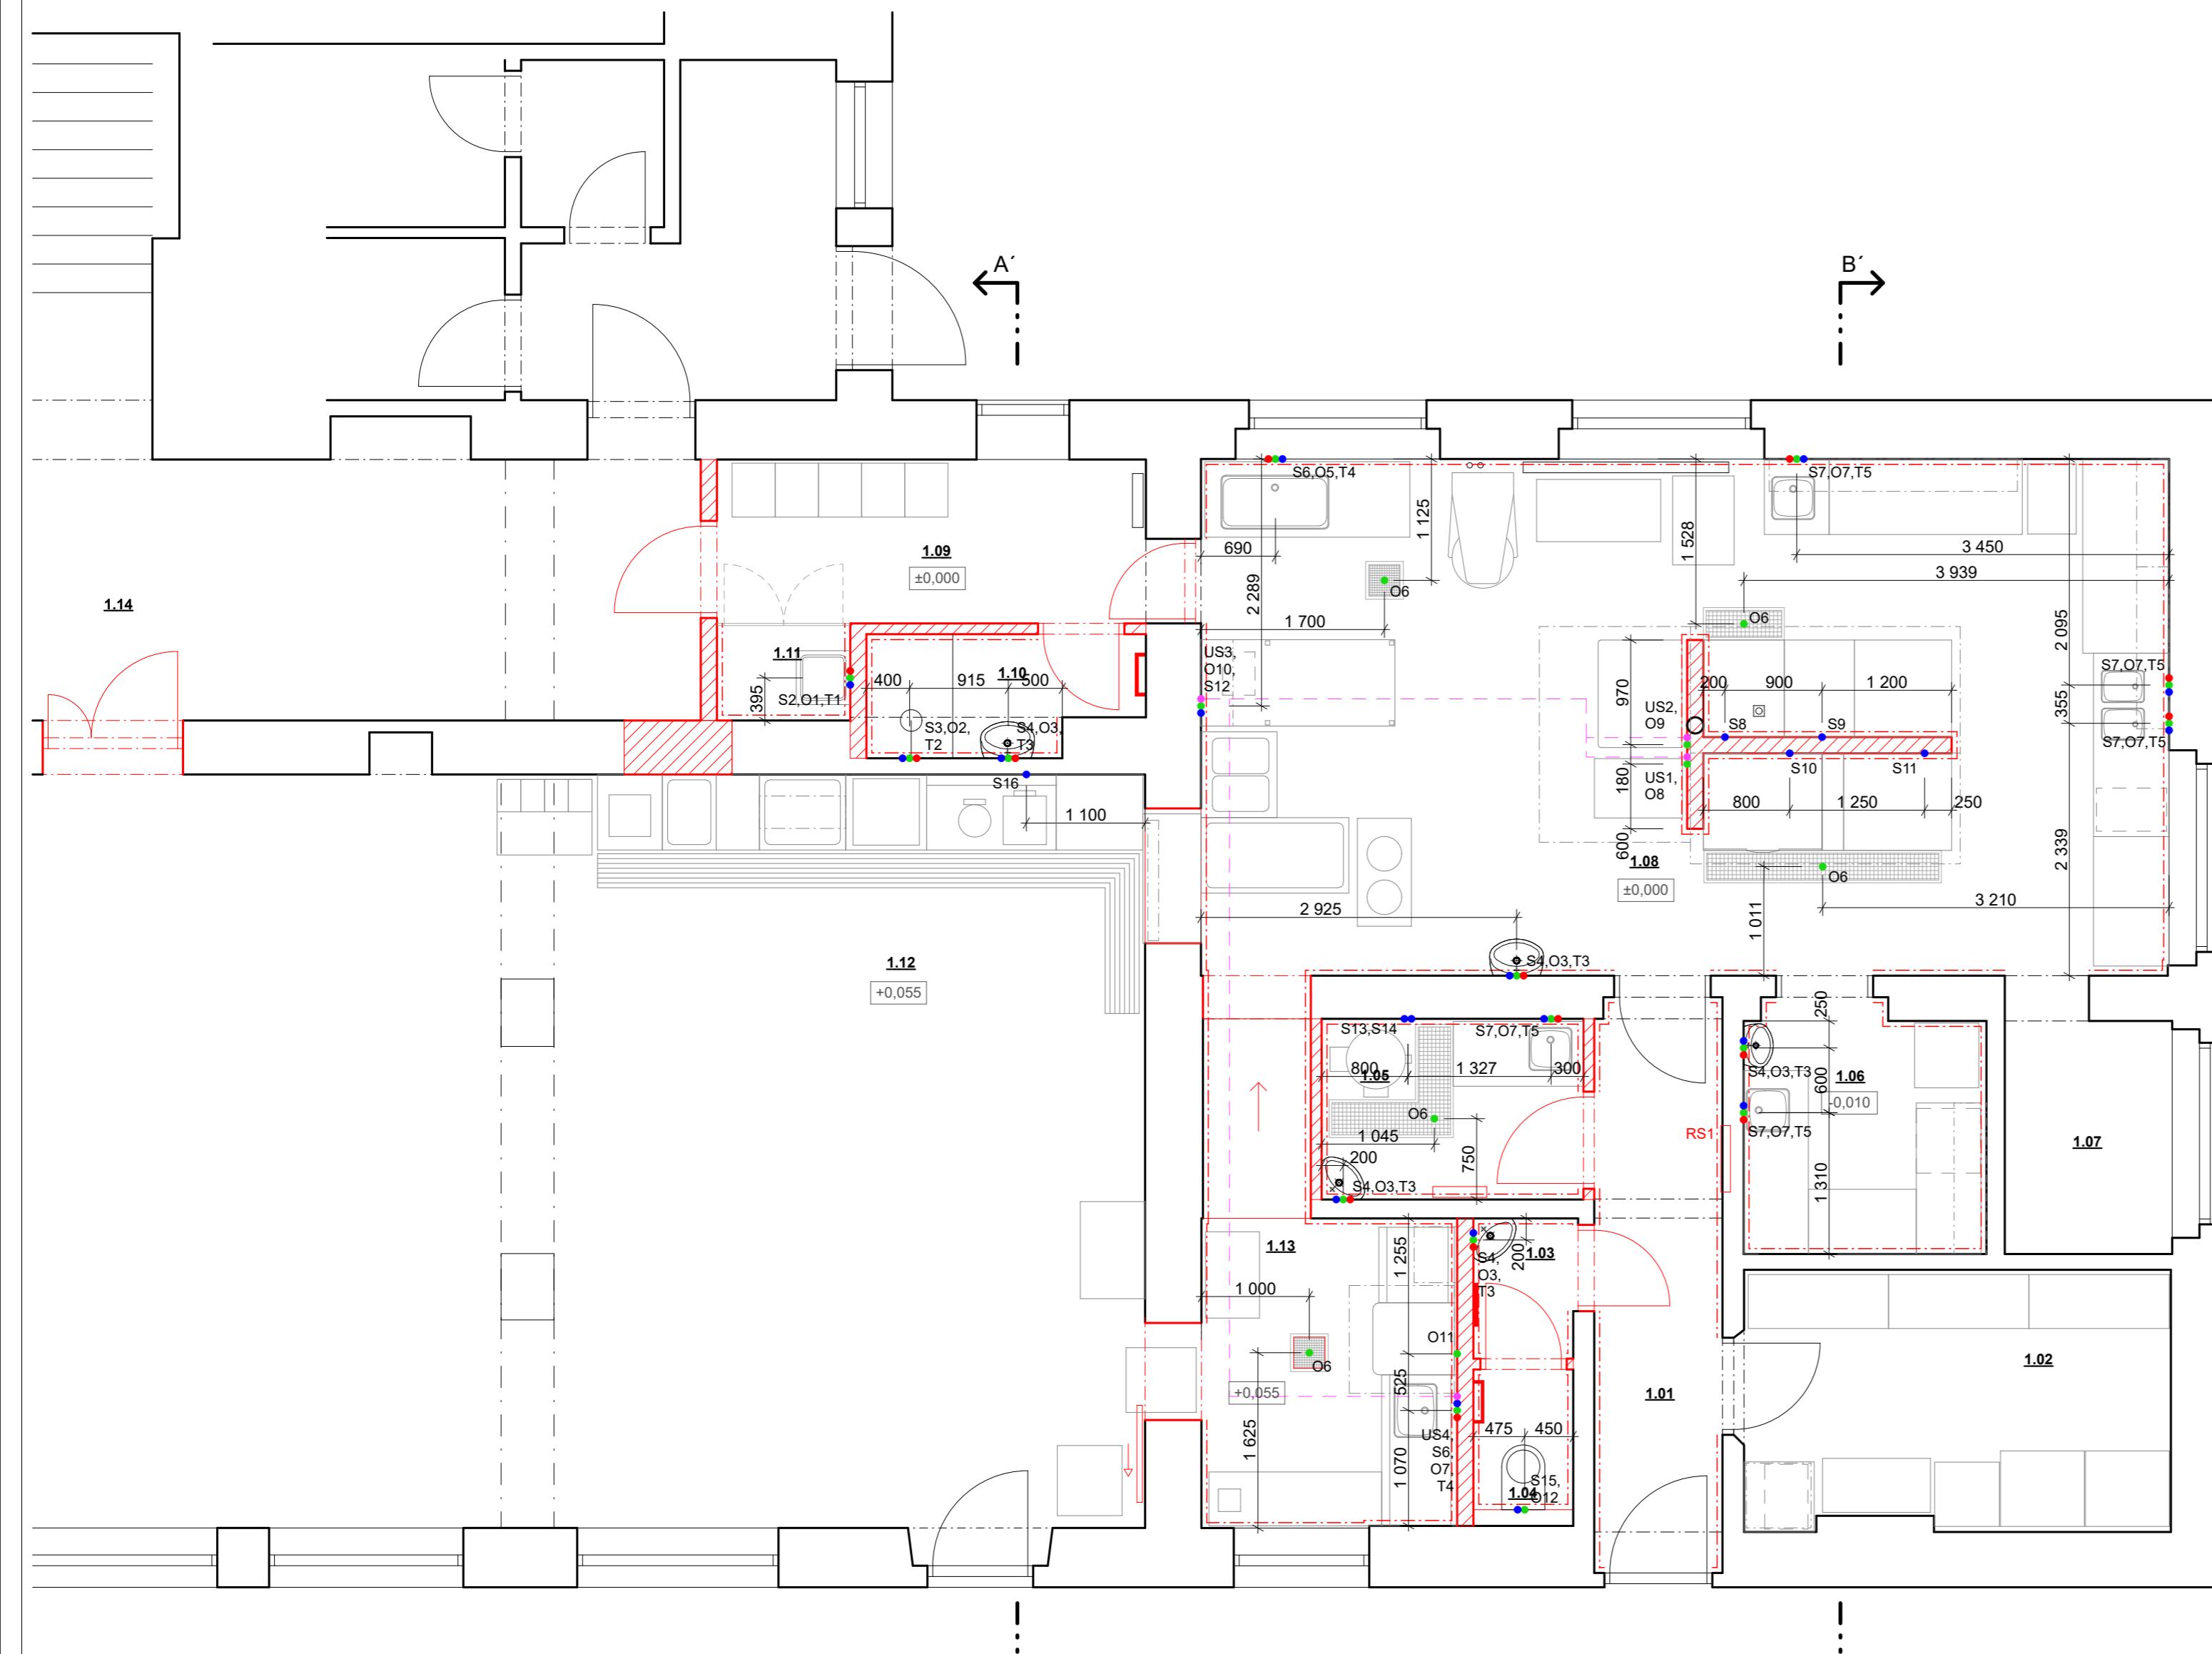 A´
B´
S6,O5,T4
S7,O7,T5
1 125
1 528
690
3 450
3 939
2 289
1.09
±0,000
1.14
O6
O6
1 700
2 095
US3,
O10,
S12
1.11
1.10
395
400
915
500
S2,O1,T1
S3,O2,
T2
S4,O3,
T3
970
200
900
1 200
US2,
O9
S8
S9
S7,O7,T5
355
S7,O7,T5
S16
1 100
180
US1,
O8
S10
S11
800
1 250
250
600
1.08
±0,000
2 339
O6
2 925
3 210
1 011
1.12
+0,055
S4,O3,T3
S13,S14
S7,O7,T5
250
800
1.05
1 327
300
S4,O3,T3
600
1.06
-0,010
O6
1 045
RS1
S7,O7,T5
1.07
200
750
S4,O3,T3
1 310
1.13
1 255
200
1.03
S4,
O3,
T3
1 000
O11
O6
1.02
+0,055
525
1.01
1 625
US4,
S6,
O7,
T4
1 070
475
450
S15,
O12
1.04